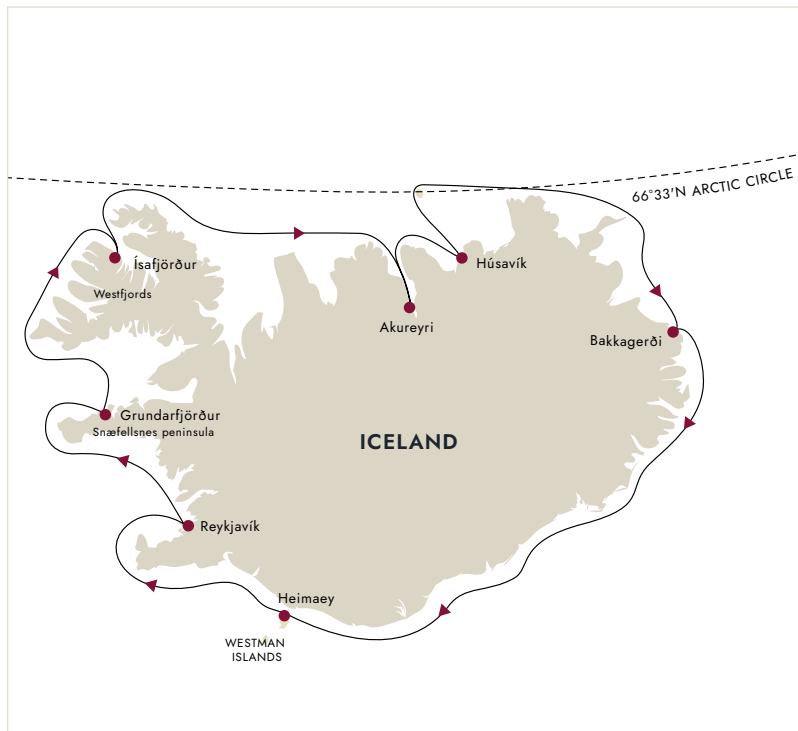 66°33'N ARCTIC CIRCLE
Ísafjörður
Westfjords
Húsavík
Akureyri
Bakkagerði
Grundarfjörður
Snæfellsnes peninsula
ICELAND
Reykjavík
Heimaey
WESTMAN
ISLANDS